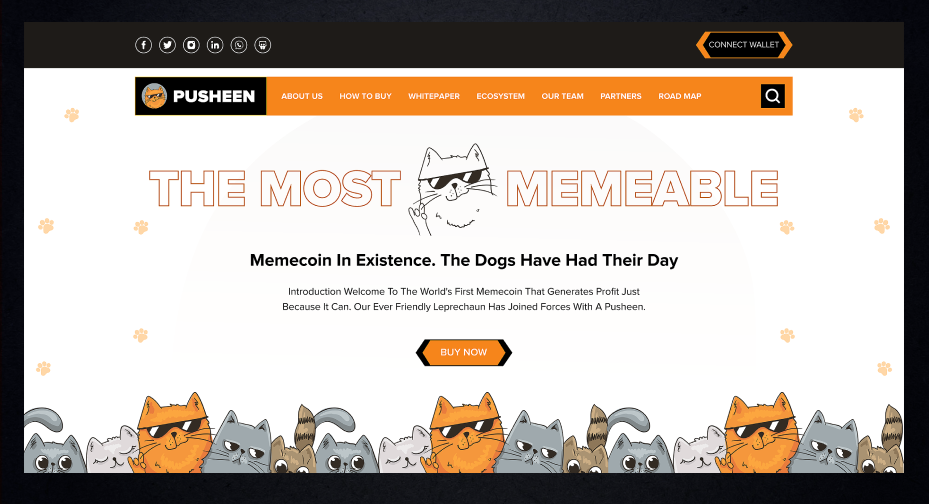 CONNECT WALLET
PUSHEEN
ABOUT US HOW TO BUY WHITEPAPER ECOSYSTEM OUR TEAM PARTNERS ROAD MAP
THE MOST MEMEABLE
Memecoin In Existence. The Dogs Have Had Their Day
Introduction Welcome To The World's First Memecoin That Generates Profit Just
Because It Can. Our Ever Friendly Leprechaun Has Joined Forces With A Pusheen.
BUY NOW